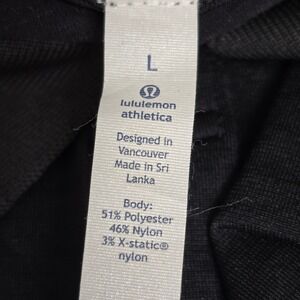 L
lululemon
athletica
Designed in
Vancouver
Made in Sri
Lanka
Body:
51% Polyester
46% Nylon
3% X-static®
nylon